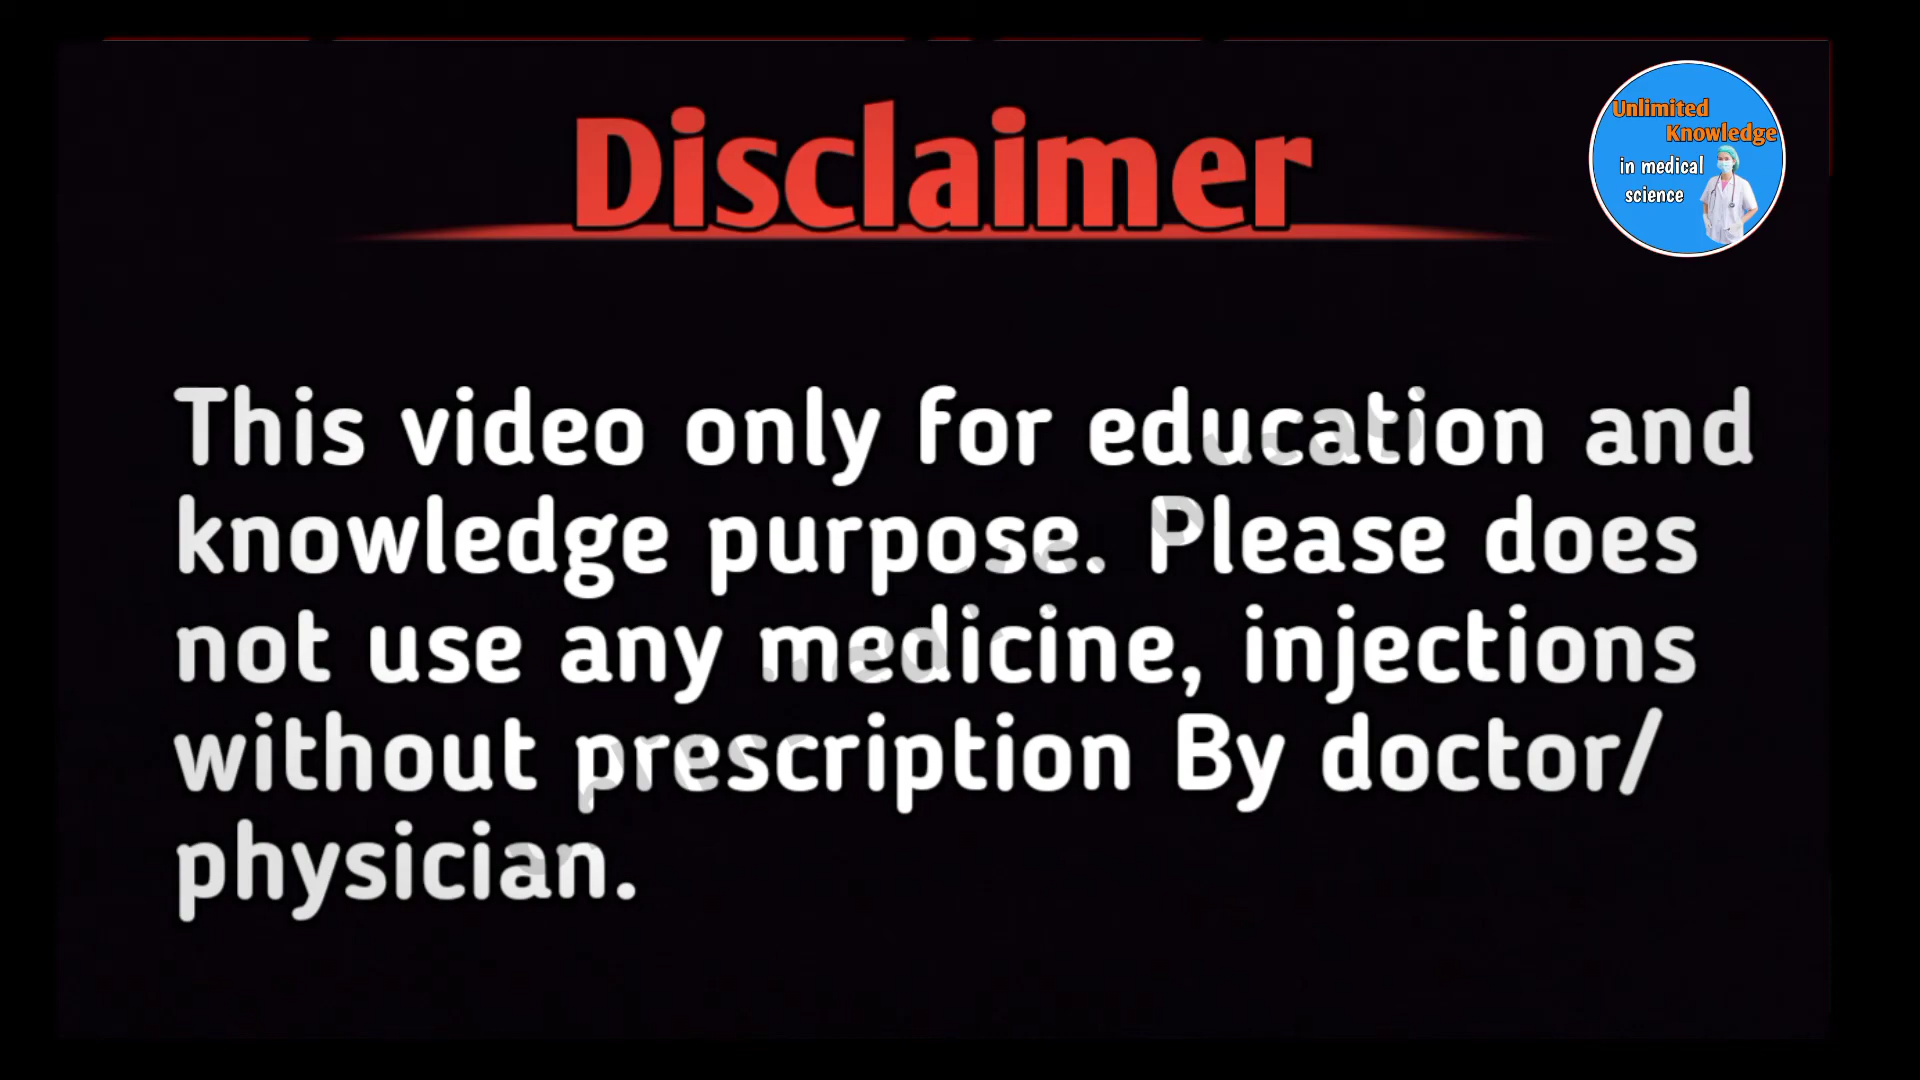 Disclaimer
Unlimited
Knowledge
in medical
science
This video only for education and
knowledge purpose. Please does
not use any medicine, injections
without prescription By doctor/
physician.